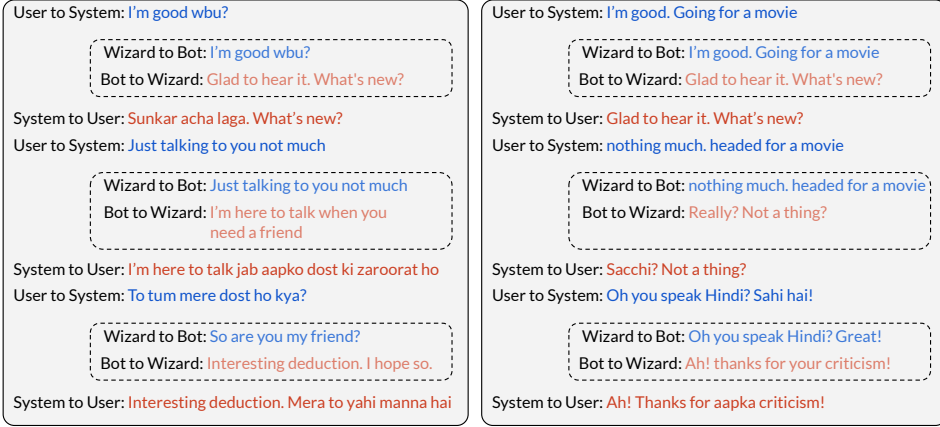 User to System: I'm good wbu?
Wizard to Bot: I'm good wbu?
Bot to Wizard: Glad to hear it. What's new?
System to User: Sunkar acha laga. What's new?
User to System: Just talking to you not much
Wizard to Bot: Just talking to you not much
Bot to Wizard: I'm here to talk when you
need a friend
System to User: I'm here to talk jab aapko dost ki zaroorat ho
User to System: To tum mere dost ho kya?
Wizard to Bot: So are you my friend?
Bot to Wizard: Interesting deduction. I hope so.
System to User: Interesting deduction. Mera to yahi manna hai
User to System: I'm good. Going for a movie
Wizard to Bot: I'm good. Going for a movie
Bot to Wizard: Glad to hear it. What's new?
System to User: Glad to hear it. What's new?
User to System: nothing much. headed for a movie
Wizard to Bot: nothing much. headed for a movie
Bot to Wizard: Really? Not a thing?
System to User: Sacchi? Not a thing?
User to System: Oh you speak Hindi? Sahi hai!
Wizard to Bot: Oh you speak Hindi? Great!
Bot to Wizard: Ah! thanks for your criticism!
System to User: Ah! Thanks for aapka criticism!